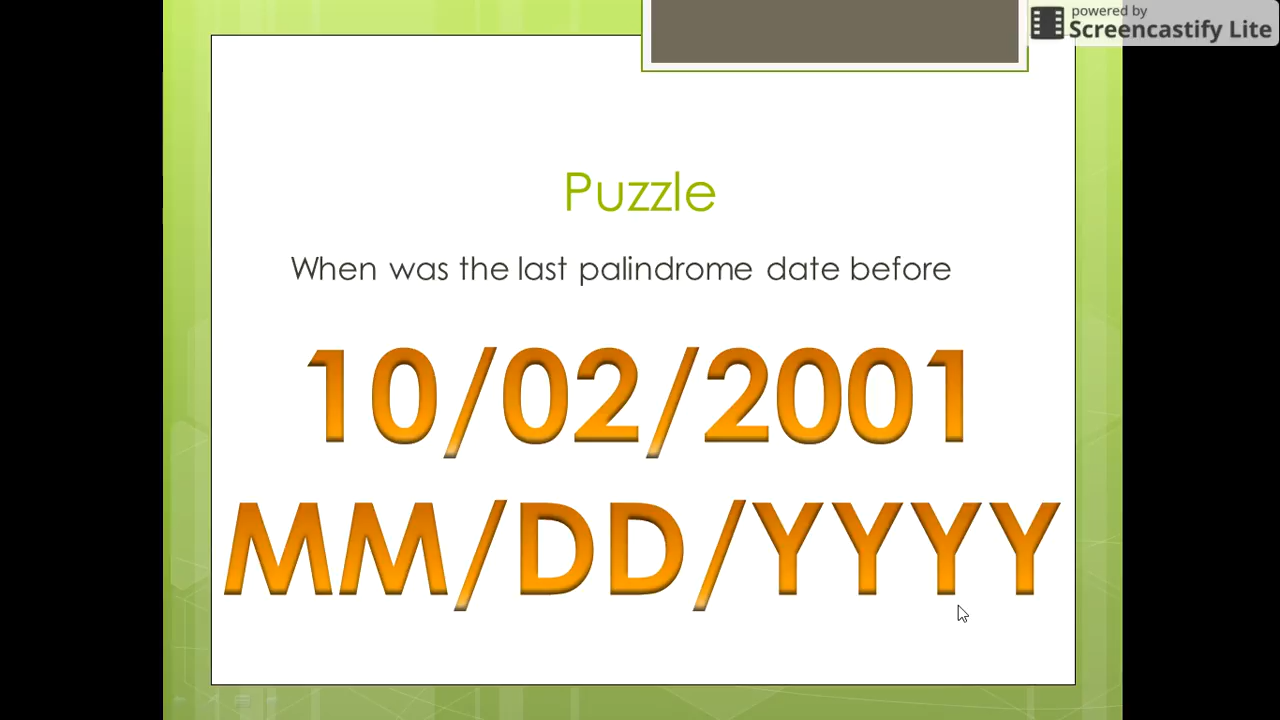 powered by
Screencastify Lite
Puzzle
When was the last palindrome date before
10/02/2001
MM/DD/YYYY